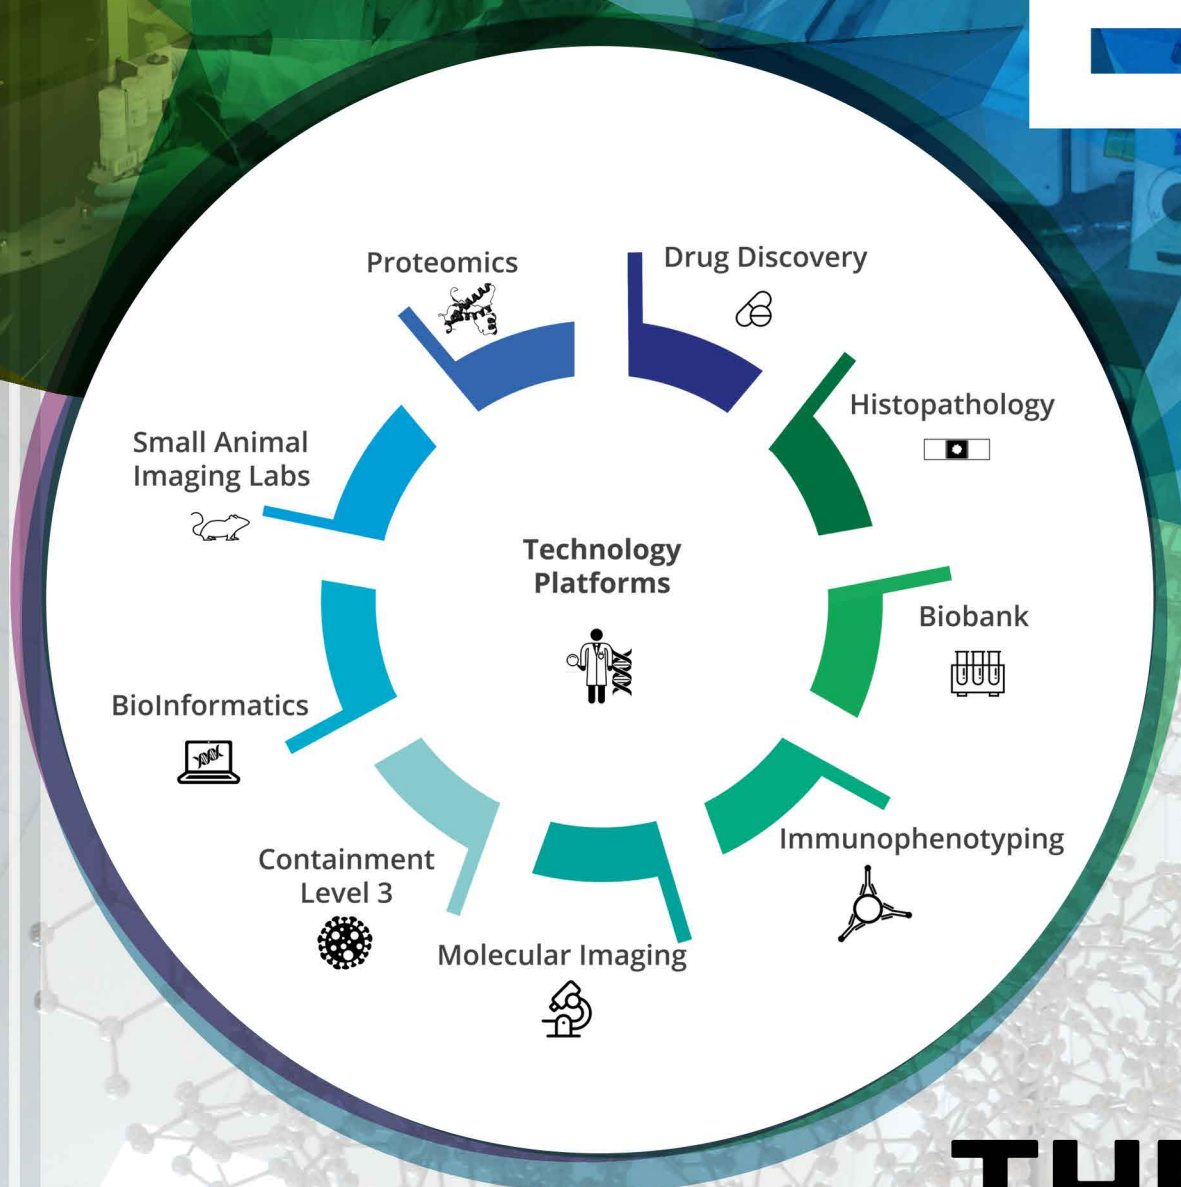 Proteomics
Drug Discovery
Histopathology
Small Animal
Imaging Labs
Technology
Platforms
Biobank
BioInformatics
Immunophenotyping
Containment
Level 3
Molecular Imaging